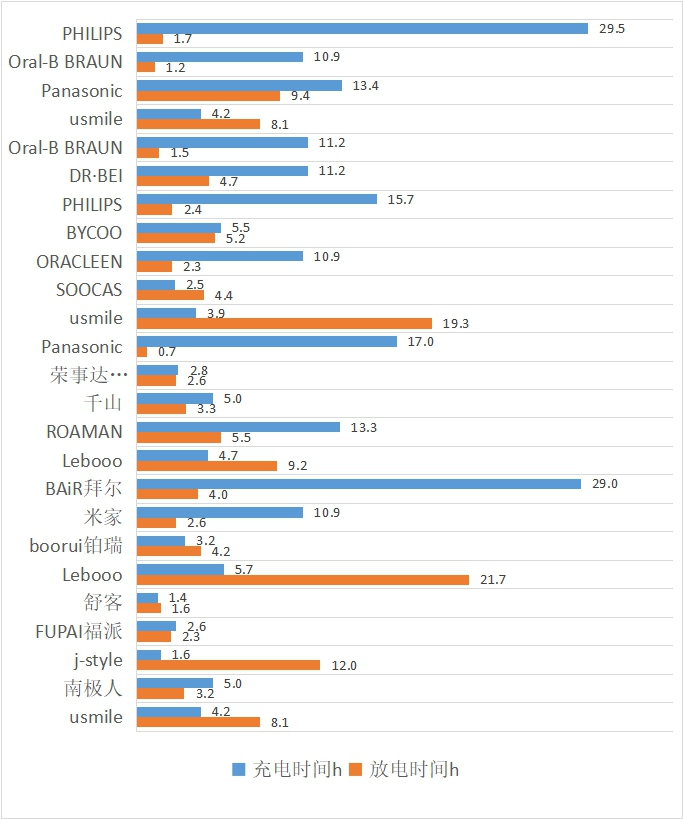 PHILIPS
29.5
1.7
Oral-B BRAUN
10.9
1.2
Panasonic
13.4
9.4
usmile
4.2
8.1
Oral-B BRAUN
11.2
1.5
DR·BEI
11.2
4.7
PHILIPS
15.7
2.4
BYCOO
5.5
5.2
ORACLEEN
10.9
2.3
SOOCAS
2.5
4.4
usmile
3.9
19.3
Panasonic
17.0
0.7
荣事达…
2.8
2.6
千山
5.0
3.3
ROAMAN
13.3
5.5
Lebooo
4.7
9.2
BAiR拜尔
29.0
4.0
米家
10.9
2.6
boorui铂瑞
3.2
4.2
Lebooo
5.7
21.7
舒客
1.4
1.6
FUPAI福派
2.6
2.3
j-style
1.6
12.0
南极人
5.0
3.2
usmile
4.2
8.1
充电时间h 放电时间h